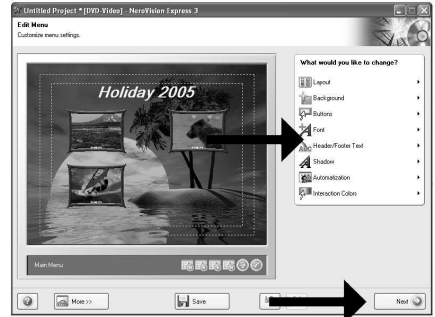 Untitled Project * [DVD-Video] - NeroVision Express 3
Edit Menu
Customize menu settings.
Holiday 2005
Main Menu
What would you like to change?
Layout
Background
Buttons
Font
Header/Footer Text
Shadow
Automatization
Interaction Colors
More >>
Save
Next